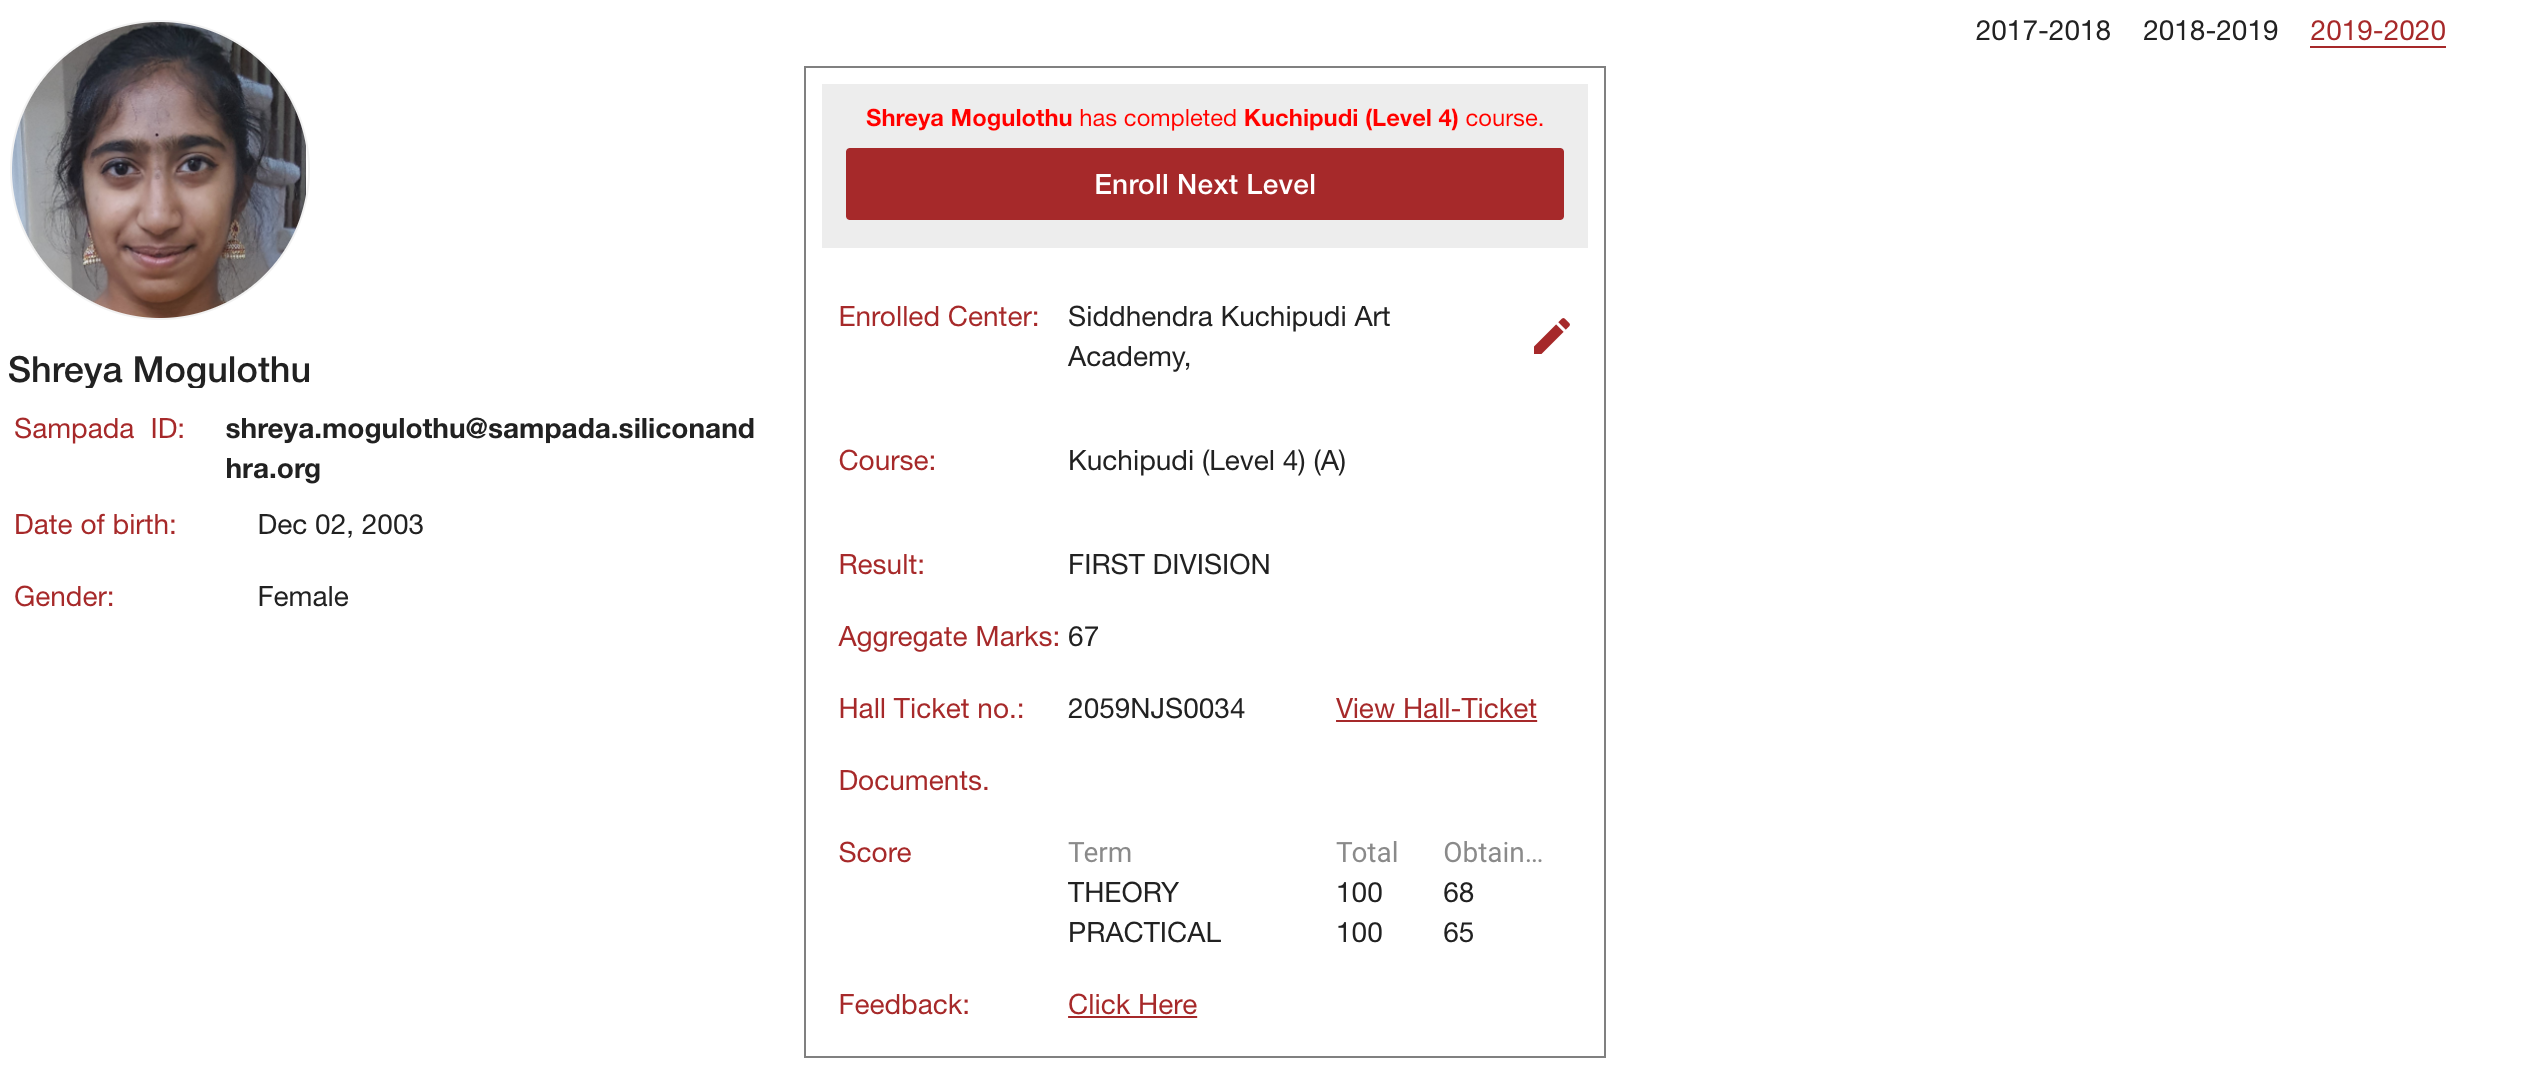 2017-2018 2018-2019 2019-2020
Shreya Mogulothu
Sampada ID: shreya.mogulothu@sampada.siliconand
hra.org
Date of birth: Dec 02, 2003
Gender: Female
Shreya Mogulothu has completed Kuchipudi (Level 4) course.
Enroll Next Level
Enrolled Center: Siddhendra Kuchipudi Art
Academy,
Course: Kuchipudi (Level 4) (A)
Result: FIRST DIVISION
Aggregate Marks: 67
Hall Ticket no.: 2059NJS0034 View Hall-Ticket
Documents.
Score Term Total Obtain...
THEORY 100 68
PRACTICAL 100 65
Feedback: Click Here